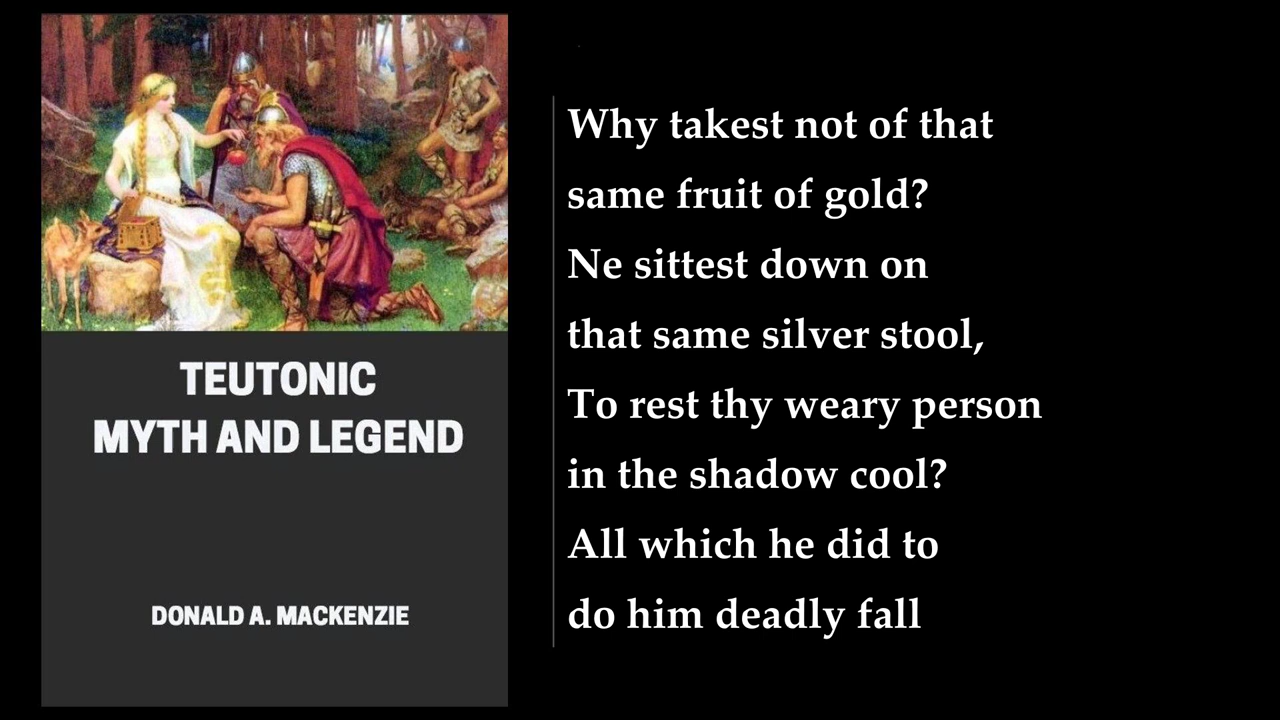 TEUTONIC
MYTH AND LEGEND
DONALD A. MACKENZIE
Why takest not of that
same fruit of gold?
Ne sittest down on
that same silver stool,
To rest thy weary person
in the shadow cool?
All which he did to
do him deadly fall